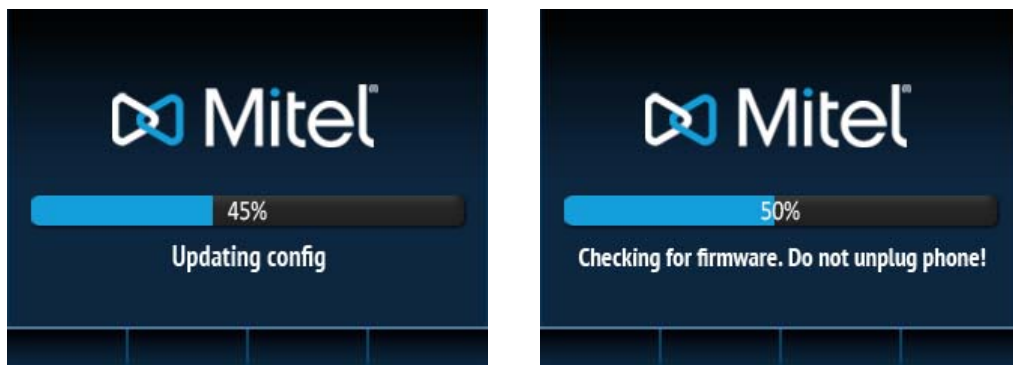 Mitel
45%
Updating config
Mitel
50%
Checking for firmware. Do not unplug phone!